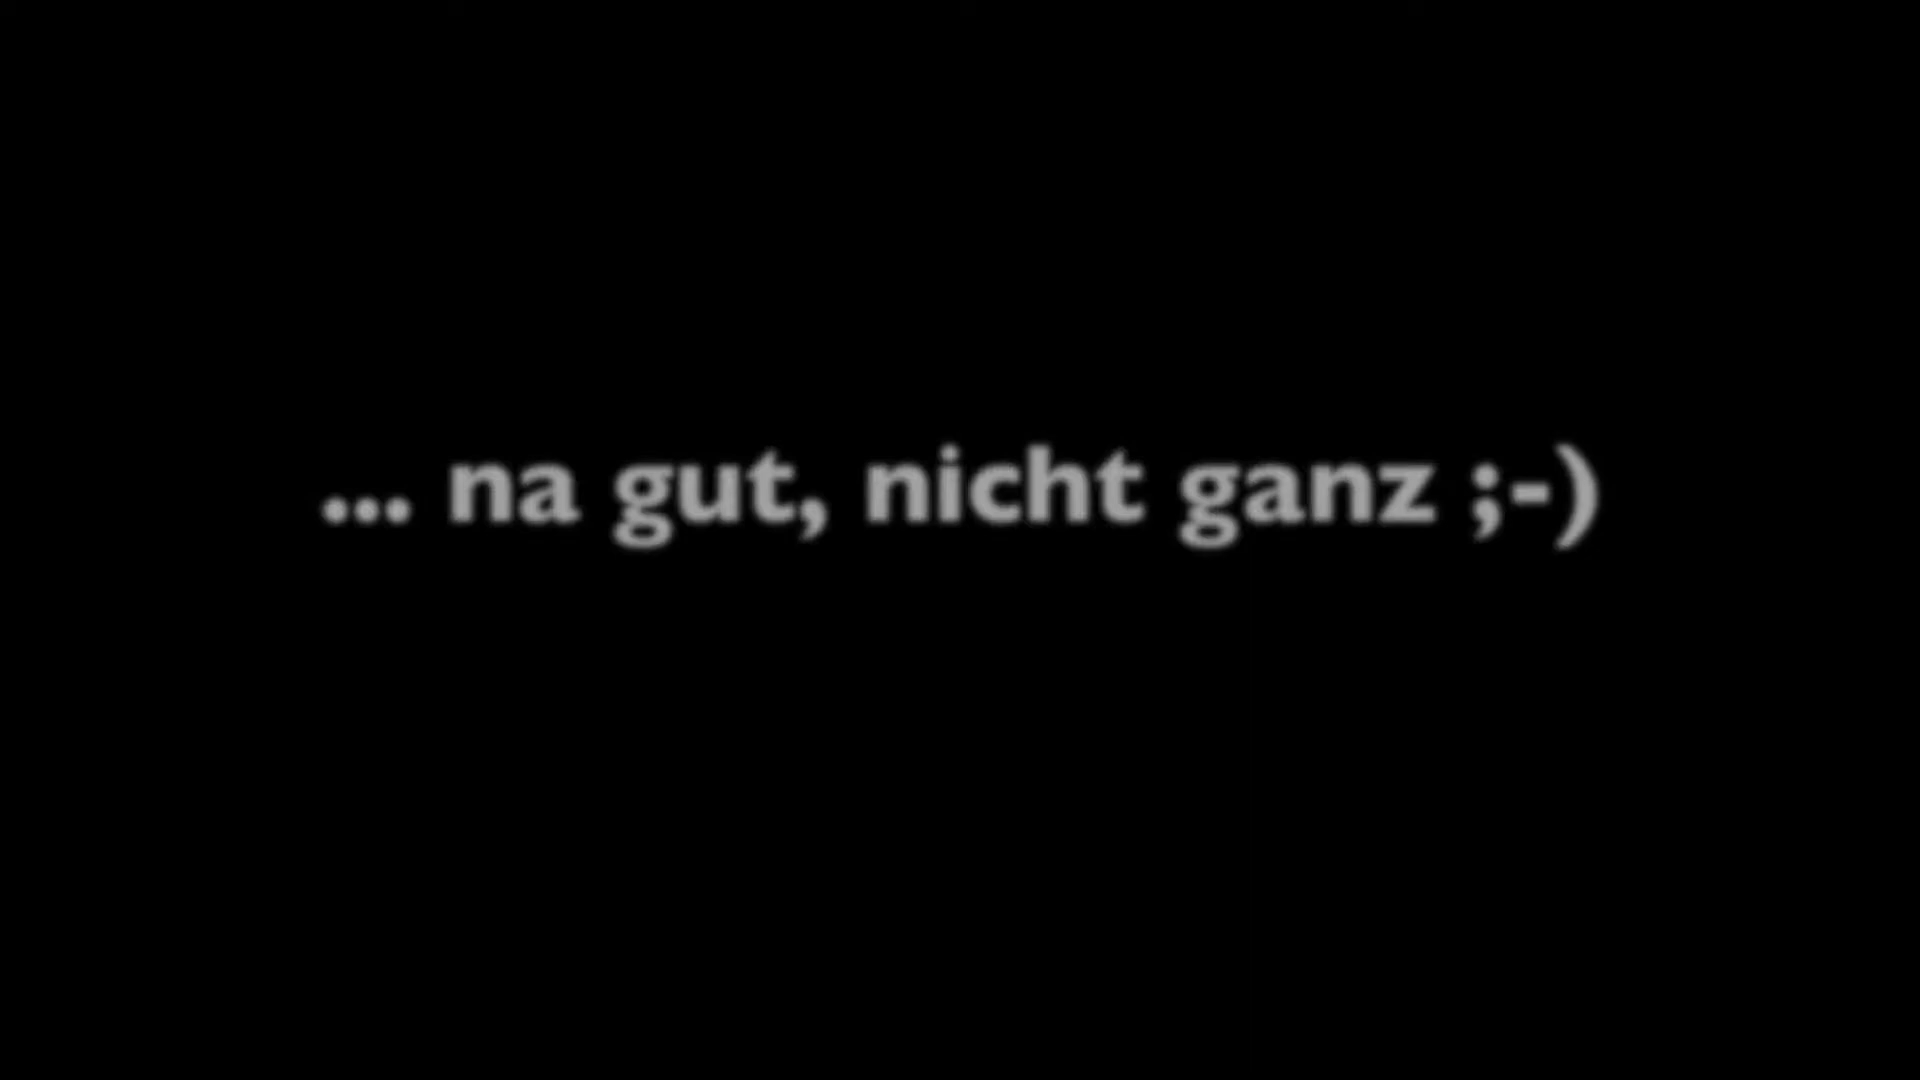 ... na gut, nicht ganz ;-)